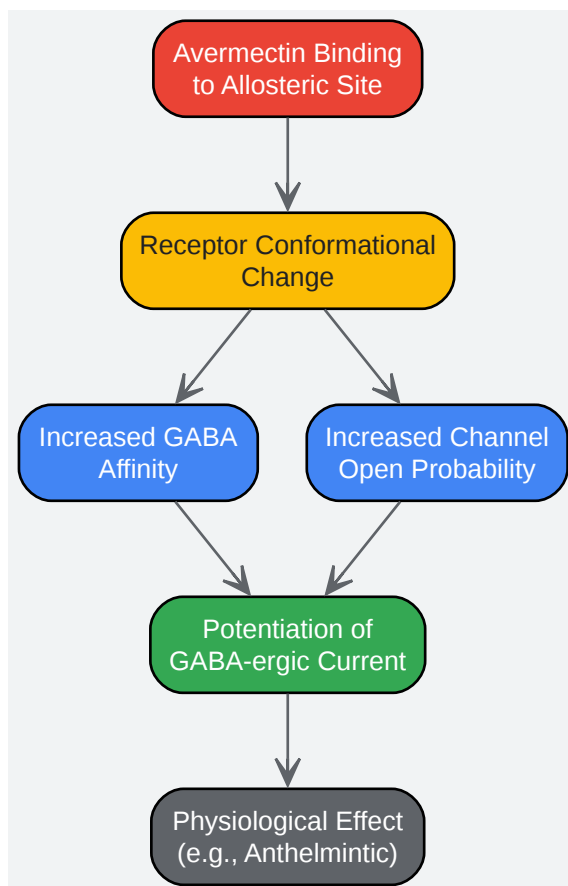 Avermectin Binding
to Allosteric Site
Receptor Conformational
Change
Increased GABA
Affinity
Increased Channel
Open Probability
Potentiation of
GABA-ergic Current
Physiological Effect
(e.g., Anthelmintic)